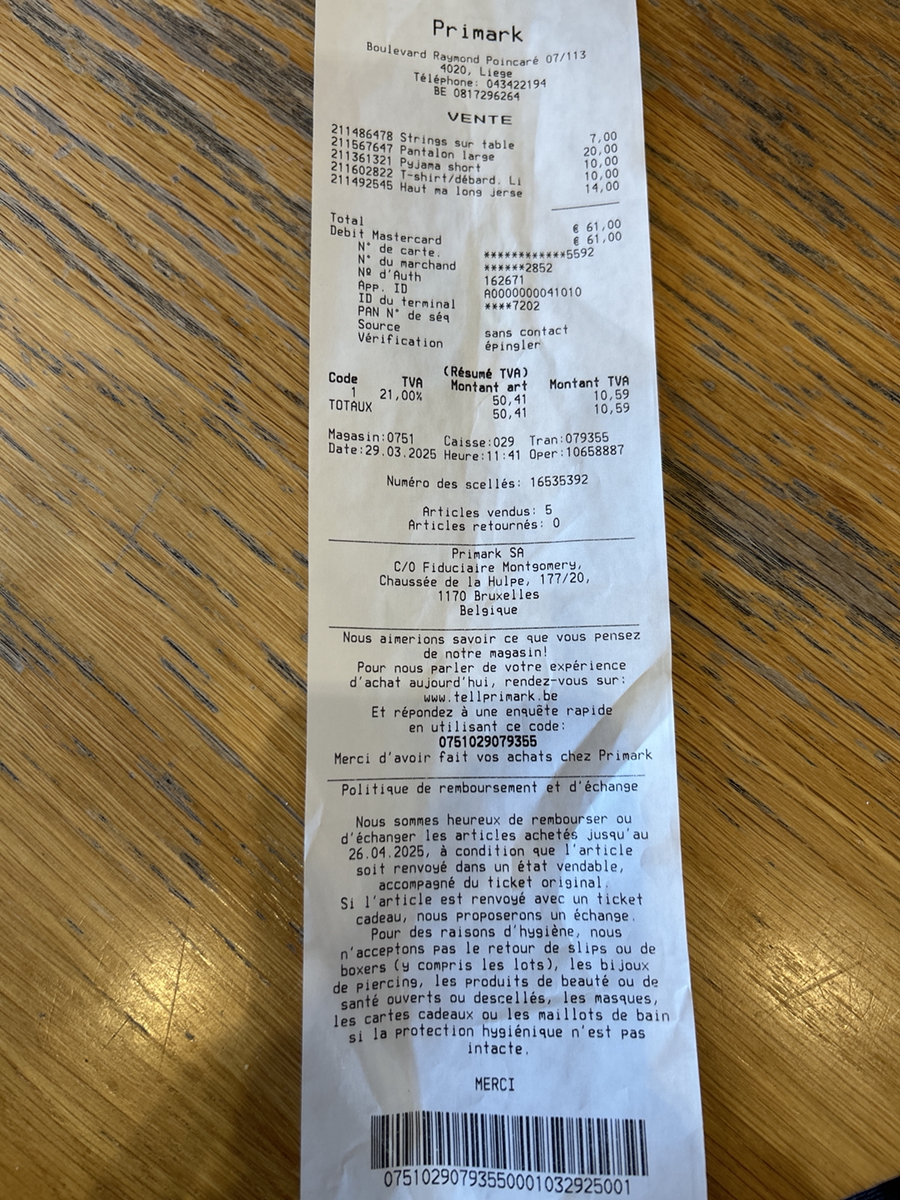 Primark
Boulevard Raymond Poincaré 07/113
4020, Liege
Téléphone: 043422194
BE 0817296264
VENTE
211486478 Strings sur table 7,00
211567647 Pantalon large 20,00
211361321 Pyjama short 10,00
211602822 T-shirt/débard. Li 10,00
211492545 Haut ma long jerse 14,00
Total € 61,00
Debit Mastercard € 61,00
N° de carte. ************5592
N° du marchand ******2852
Nº d'Auth 162671
App. ID A0000000041010
ID du terminal ****7202
PAN N° de séq
Source sans contact
Vérification épingler
(Résumé TVA)
Code TVA Montant art Montant TVA
1 21,00% 50,41 10,59
TOTAUX 50,41 10,59
Magasin:0751 Caisse:029 Tran:079355
Date:29.03.2025 Heure:11:41 Oper:10658887
Numéro des scellés: 16535392
Articles vendus: 5
Articles retournés: 0
Primark SA
C/O Fiduciaire Montgomery,
Chaussée de la Hulpe, 177/20,
1170 Bruxelles
Belgique
Nous aimerions savoir ce que vous pensez
de notre magasin!
Pour nous parler de votre expérience
d'achat aujourd'hui, rendez-vous sur:
www.tellprimark.be
Et répondez à une enquête rapide
en utilisant ce code:
0751029079355
Merci d'avoir fait vos achats chez Primark
Politique de remboursement et d'échange
Nous sommes heureux de rembourser ou
d'échanger les articles achetés jusqu'au
26.04.2025, à condition que l'article
soit renvoyé dans un état vendable,
accompagné du ticket original.
Si l'article est renvoyé avec un ticket
cadeau, nous proposerons un échange.
Pour des raisons d'hygiène, nous
n'acceptons pas le retour de slips ou de
boxers (y compris les lots), les bijoux
de piercing, les produits de beauté ou de
santé ouverts ou descellés, les masques,
les cartes cadeaux ou les maillots de bain
si la protection hygiénique n'est pas
intacte.
MERCI
07510290793550001032925001